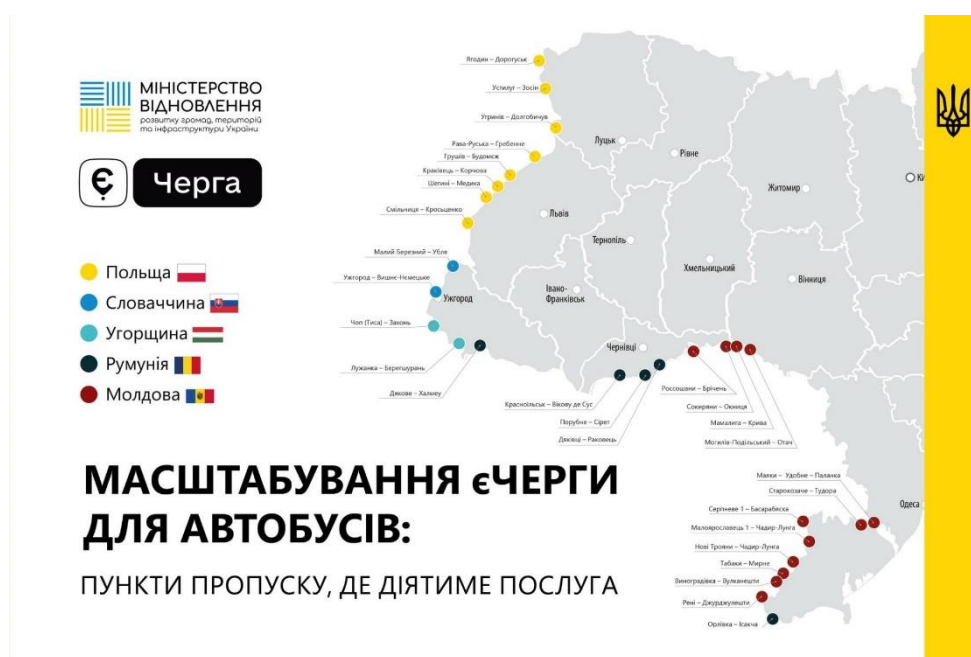 МІНІСТЕРСТВО
ВІДНОВЛЕННЯ
розвитку громад, територій
та інфраструктури України
є Черга
Польща
Словаччина
Угорщина
Румунія
Молдова
Ягодин – Дорогуськ
Устилуг – Зосін
Угринів – Долгобичув
Рава-Руська – Гребенне
Грушів – Будомєж
Краківець – Корчова
Шегині – Медика
Смільниця – Кросьценко
Малий Березний – Убля
Ужгород – Вишнє-Нємецьке
Чоп (Тиса) – Захонь
Лужанка – Берегшурань
Дякове – Халмеу
Красноїльськ – Вікову де Сус
Порубне – Сірет
Дяківці – Раковець
Россошани – Брічень
Сокиряни – Окниця
Мамалига – Крива
Могилів-Подільський – Отач
Маяки – Удобне – Паланка
Старокозаче – Тудора
Серпневе 1 – Басарабяска
Малоярославець 1 – Чадир-Лунга
Нові Трояни – Чадир-Лунга
Табаки – Мирне
Виноградівка – Вулканешти
Рені – Джурджулешти
Орлівка – Ісакча
Луцьк
Рівне
Житомир
Ки
Львів
Тернопіль
Хмельницький
Вінниця
Івано-
Франківськ
Ужгород
Чернівці
Одеса
МАСШТАБУВАННЯ єЧЕРГИ
ДЛЯ АВТОБУСІВ:
ПУНКТИ ПРОПУСКУ, ДЕ ДІЯТИМЕ ПОСЛУГА